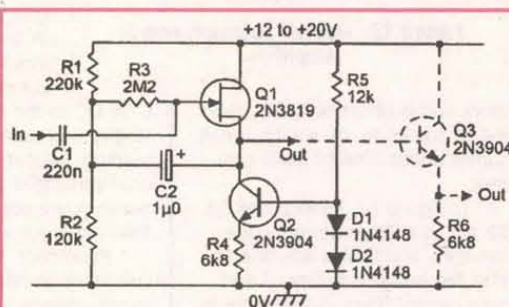 +12 to +20V
R1
220k
R3
2M2
R5
12k
Q1
2N3819
Q3
2N3904
In
C1
220n
Out
C2
+
1µ0
Out
R2
120k
Q2
2N3904
D1
1N4148
R6
6k8
R4
6k8
D2
1N4148
0V